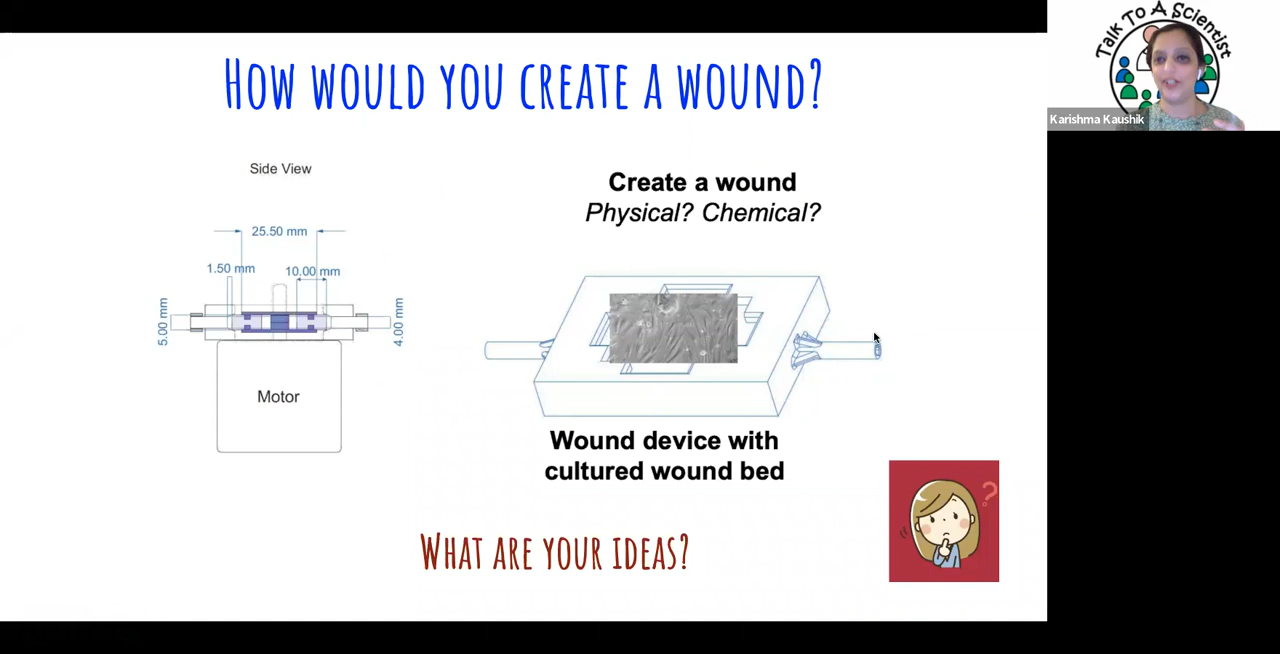 HOW WOULD YOU CREATE A WOUND?
Talk To A Scientist
Karishma Kaushik
Side View
25.50 mm
1.50 mm
10.00 mm
5.00 mm
4.00 mm
Motor
Create a wound
Physical? Chemical?
Wound device with
cultured wound bed
?
WHAT ARE YOUR IDEAS?